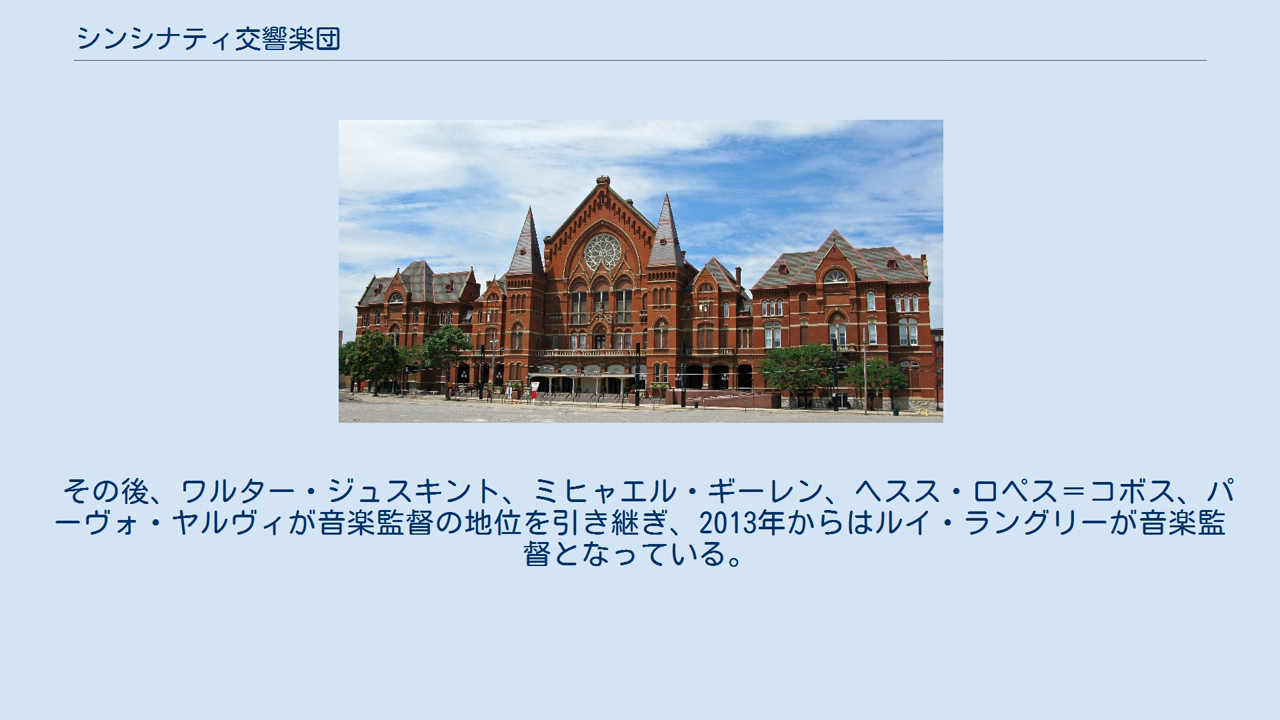 シンシナティ交響楽団
その後、ワルター・ジュスキント、ミヒャエル・ギーレン、ヘスス・ロペス＝コボス、パ
ーヴォ・ヤルヴィが音楽監督の地位を引き継ぎ、2013年からはルイ・ラングリーが音楽監
督となっている。